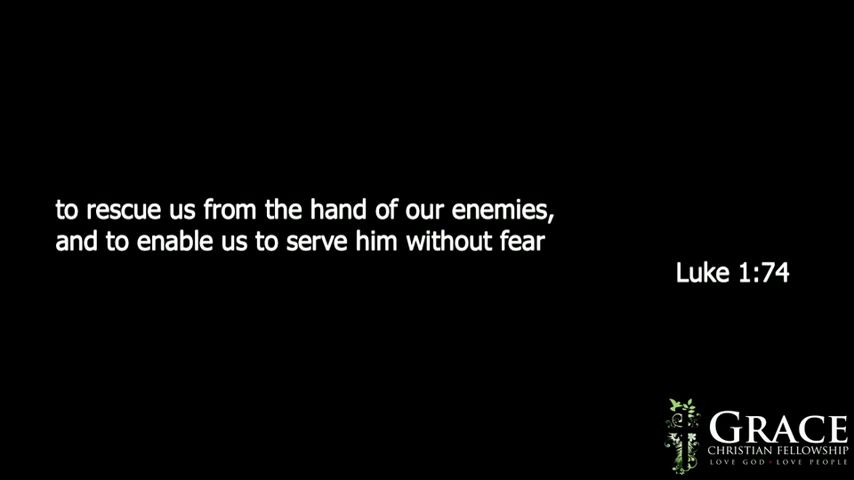 to rescue us from the hand of our enemies,
and to enable us to serve him without fear
Luke 1:74
GRACE
CHRISTIAN FELLOWSHIP
LOVE GOD • LOVE PEOPLE